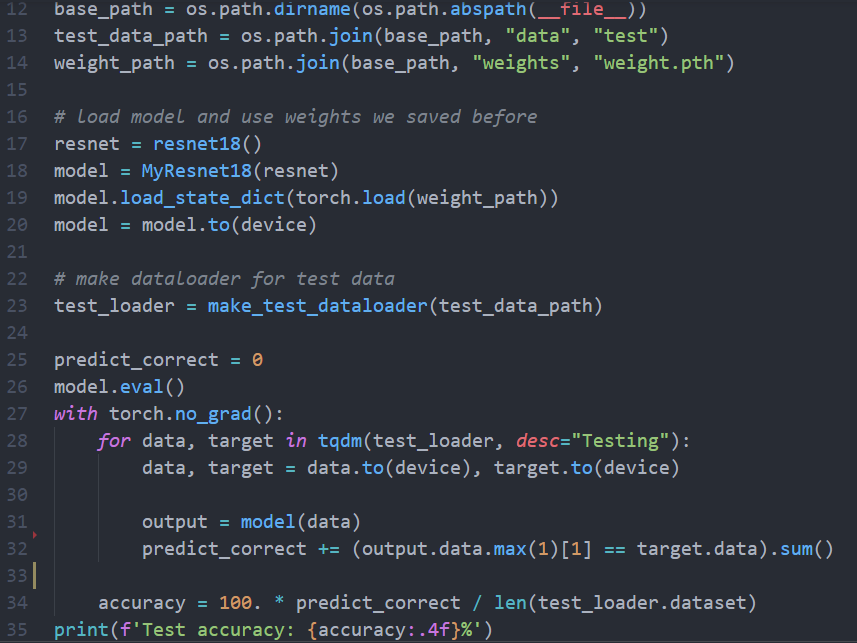 12 base_path = os.path.dirname(os.path.abspath(__file__))
13 test_data_path = os.path.join(base_path, "data", "test")
14 weight_path = os.path.join(base_path, "weights", "weight.pth")
15
16 # load model and use weights we saved before
17 resnet = resnet18()
18 model = MyResnet18(resnet)
19 model.load_state_dict(torch.load(weight_path))
20 model = model.to(device)
21
22 # make dataloader for test data
23 test_loader = make_test_dataloader(test_data_path)
24
25 predict_correct = 0
26 model.eval()
27 with torch.no_grad():
28     for data, target in tqdm(test_loader, desc="Testing"):
29         data, target = data.to(device), target.to(device)
30
31         output = model(data)
32         predict_correct += (output.data.max(1)[1] == target.data).sum()
33
34     accuracy = 100. * predict_correct / len(test_loader.dataset)
35 print(f'Test accuracy: {accuracy:.4f}%')